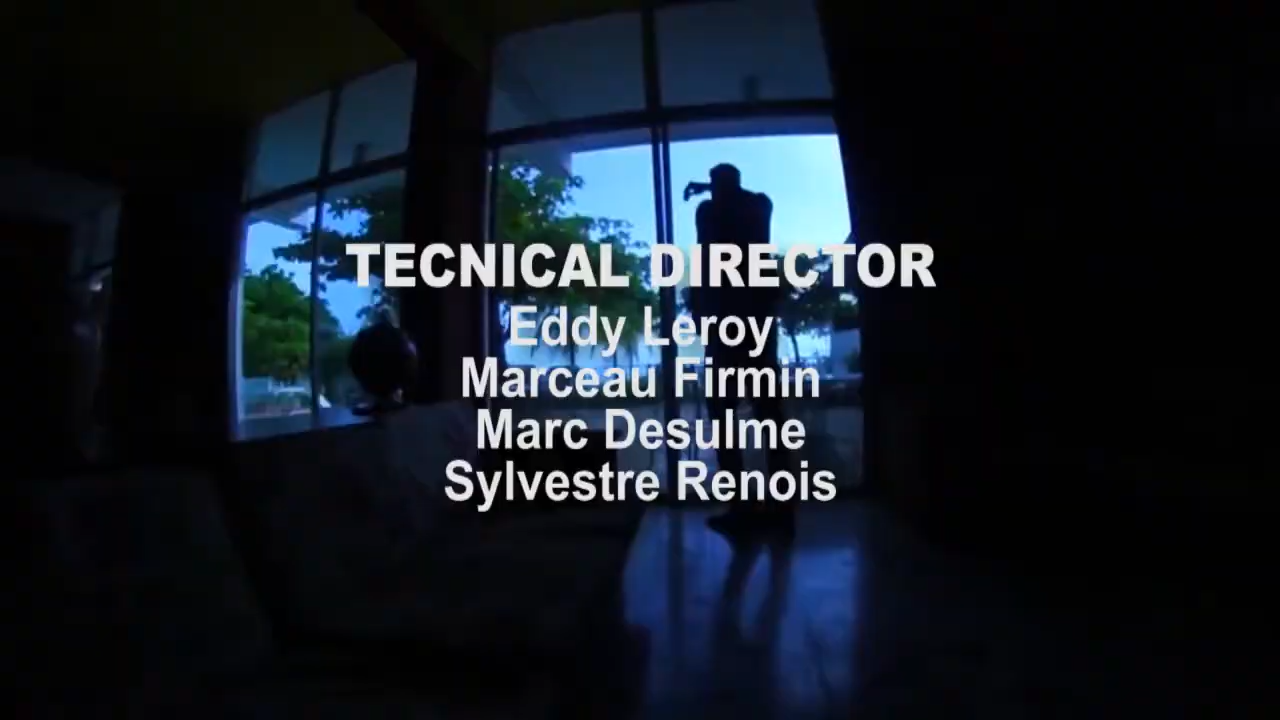 TECNICAL DIRECTOR
Eddy Leroy
Marceau Firmin
Marc Desulme
Sylvestre Renois